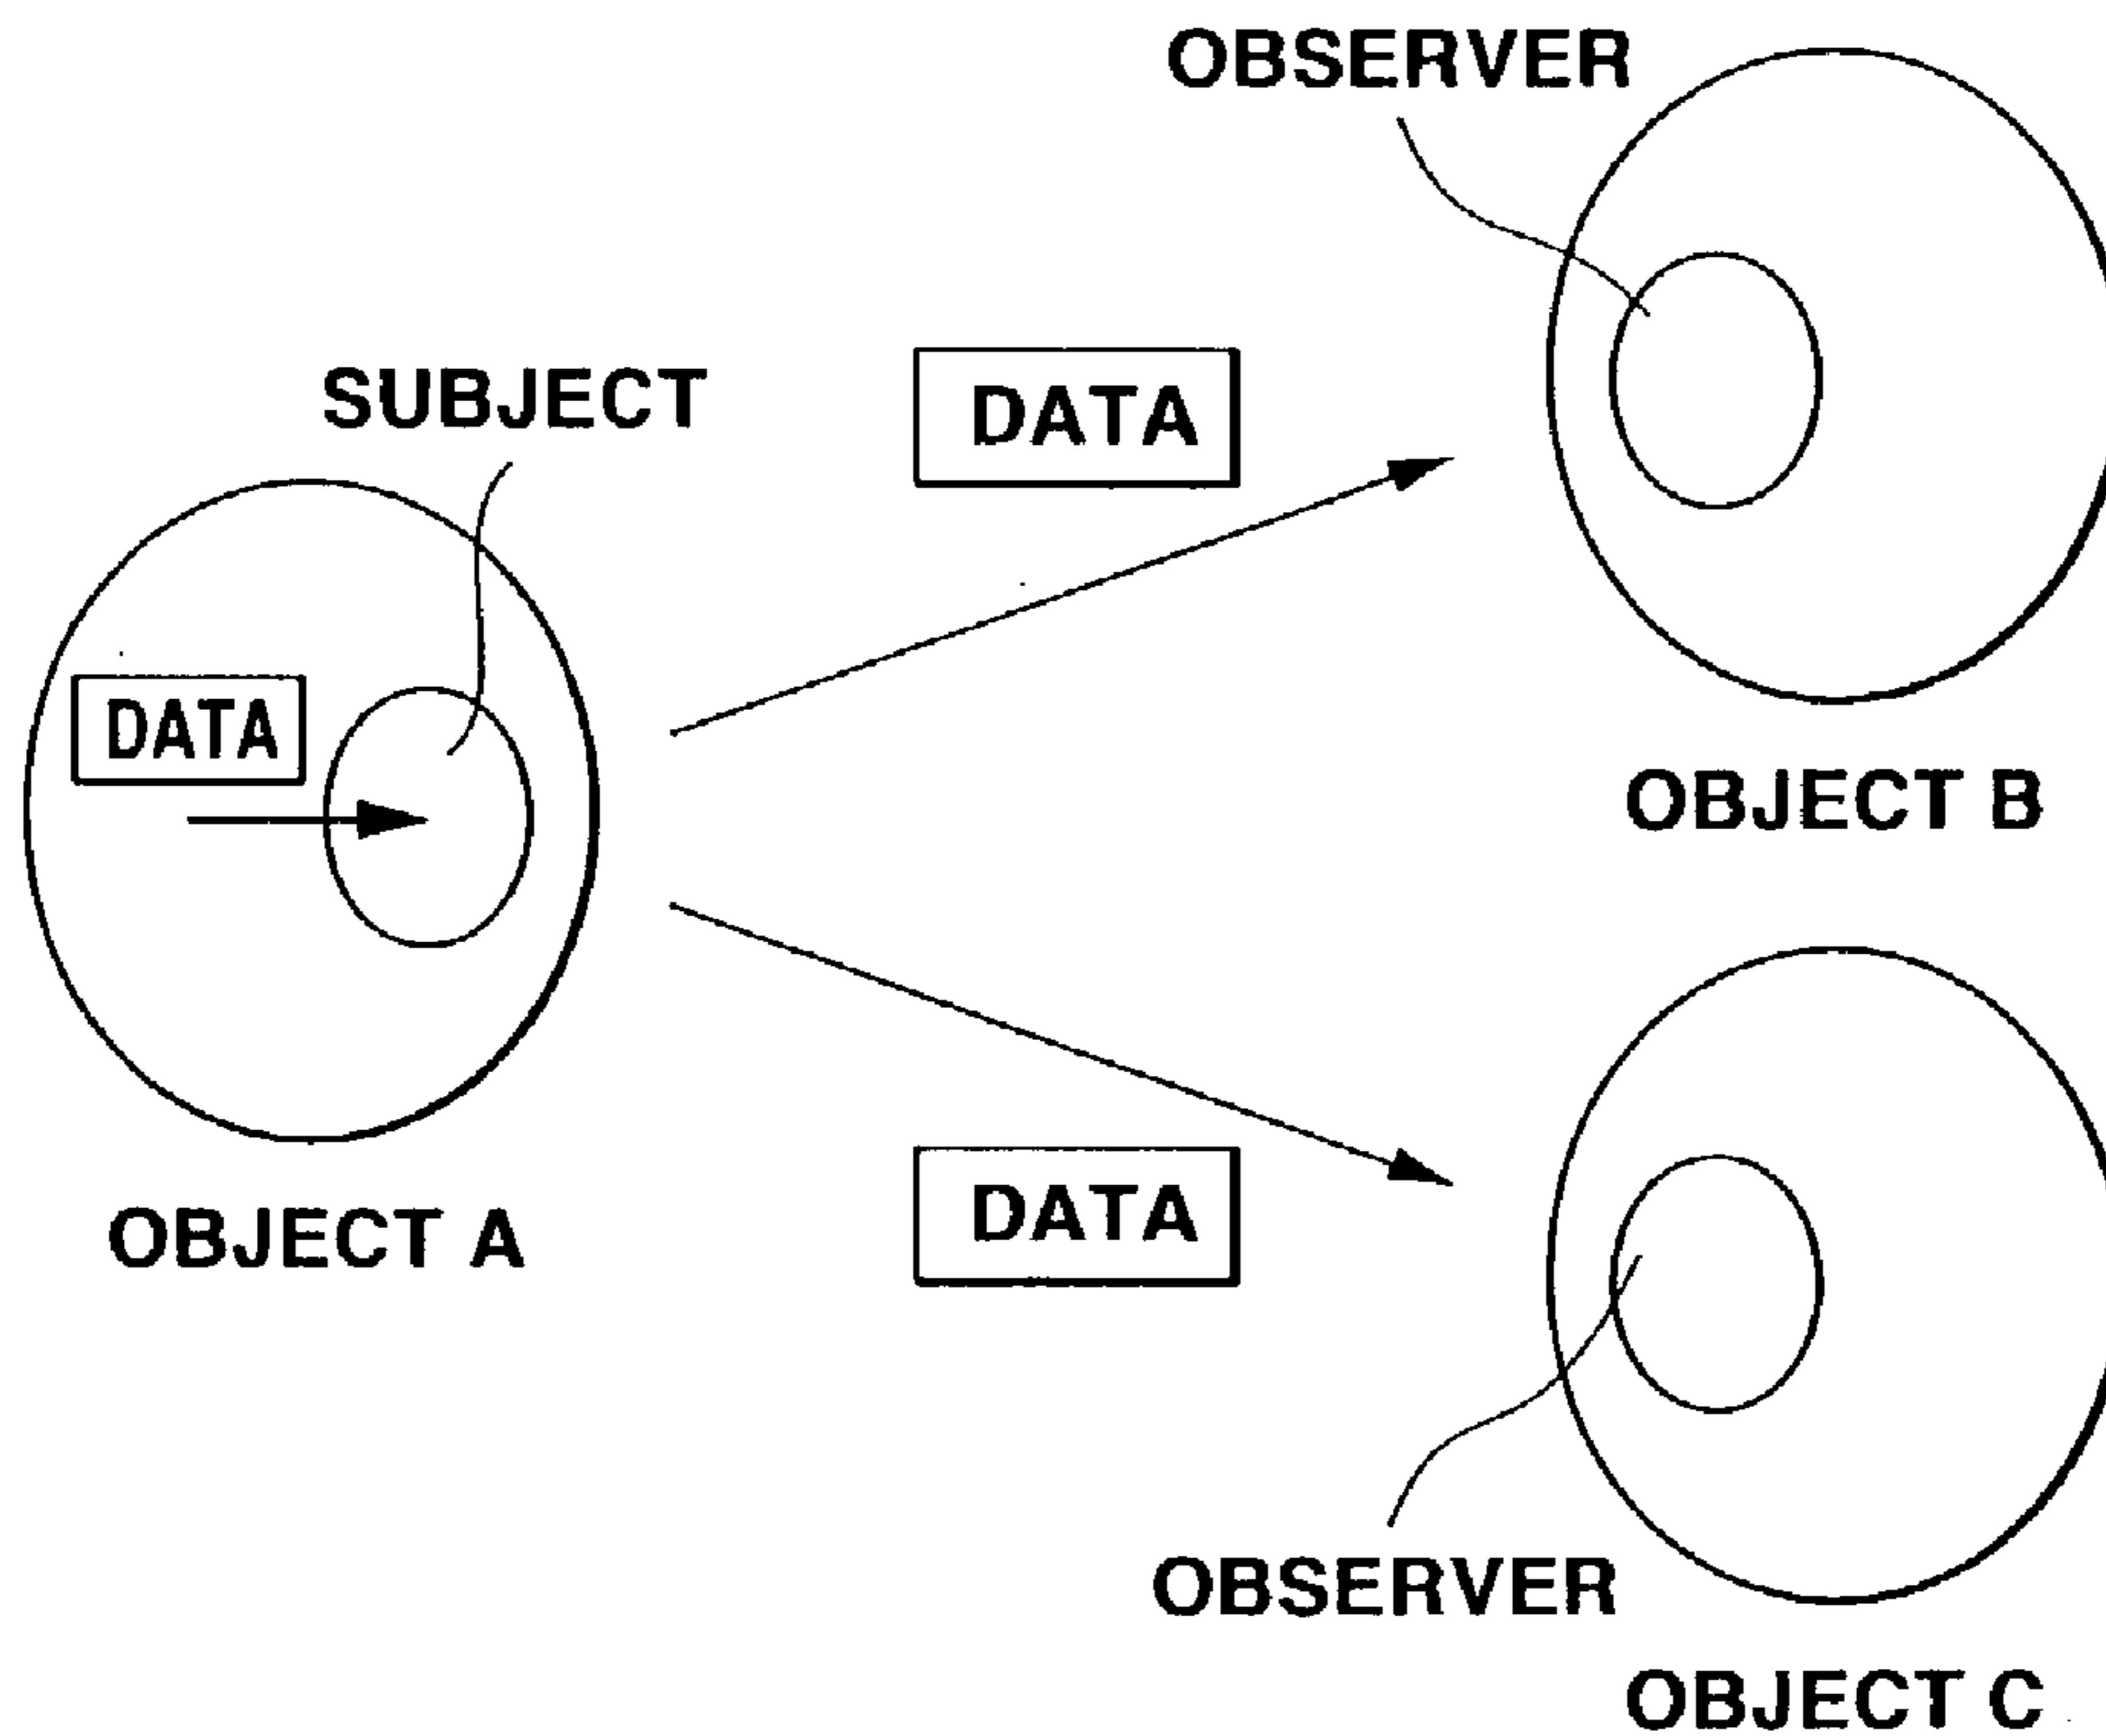 OBSERVER
SUBJECT
DATA
DATA
OBJECT B
DATA
OBJECT A
OBSERVER
OBJECT C